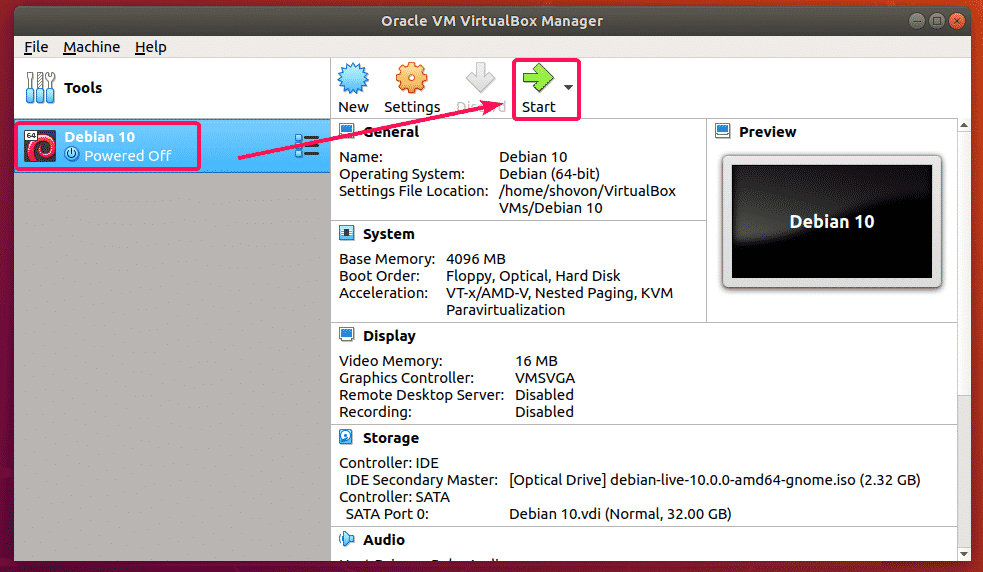 Oracle VM VirtualBox Manager
File Machine Help
Tools
New Settings Start
64
Debian 10
Powered Off
General
Name: Debian 10
Operating System: Debian (64-bit)
Settings File Location: /home/shovon/VirtualBox
VMs/Debian 10
Preview
Debian 10
System
Base Memory: 4096 MB
Boot Order: Floppy, Optical, Hard Disk
Acceleration: VT-x/AMD-V, Nested Paging, KVM
Paravirtualization
Display
Video Memory: 16 MB
Graphics Controller: VMSVGA
Remote Desktop Server: Disabled
Recording: Disabled
Storage
Controller: IDE
IDE Secondary Master: [Optical Drive] debian-live-10.0.0-amd64-gnome.iso (2.32 GB)
Controller: SATA
SATA Port 0: Debian 10.vdi (Normal, 32.00 GB)
Audio